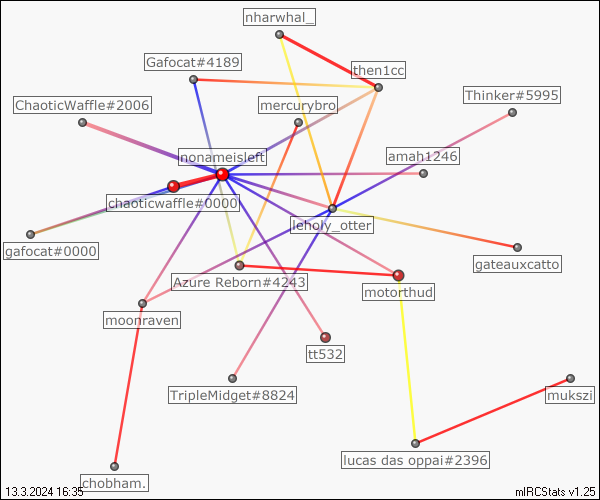 nharwhal_
Gafocat#4189
then1cc
ChaoticWaffle#2006
mercurybro
Thinker#5995
nonameisleft
amah1246
chaoticwaffle#0000
leholy_otter
gafocat#0000
gateauxcatto
Azure Reborn#4243
motorthud
moonraven
tt532
TripleMidget#8824
mukszi
lucas das oppai#2396
chobham.
13.3.2024 16:35
mIRCStats v1.25